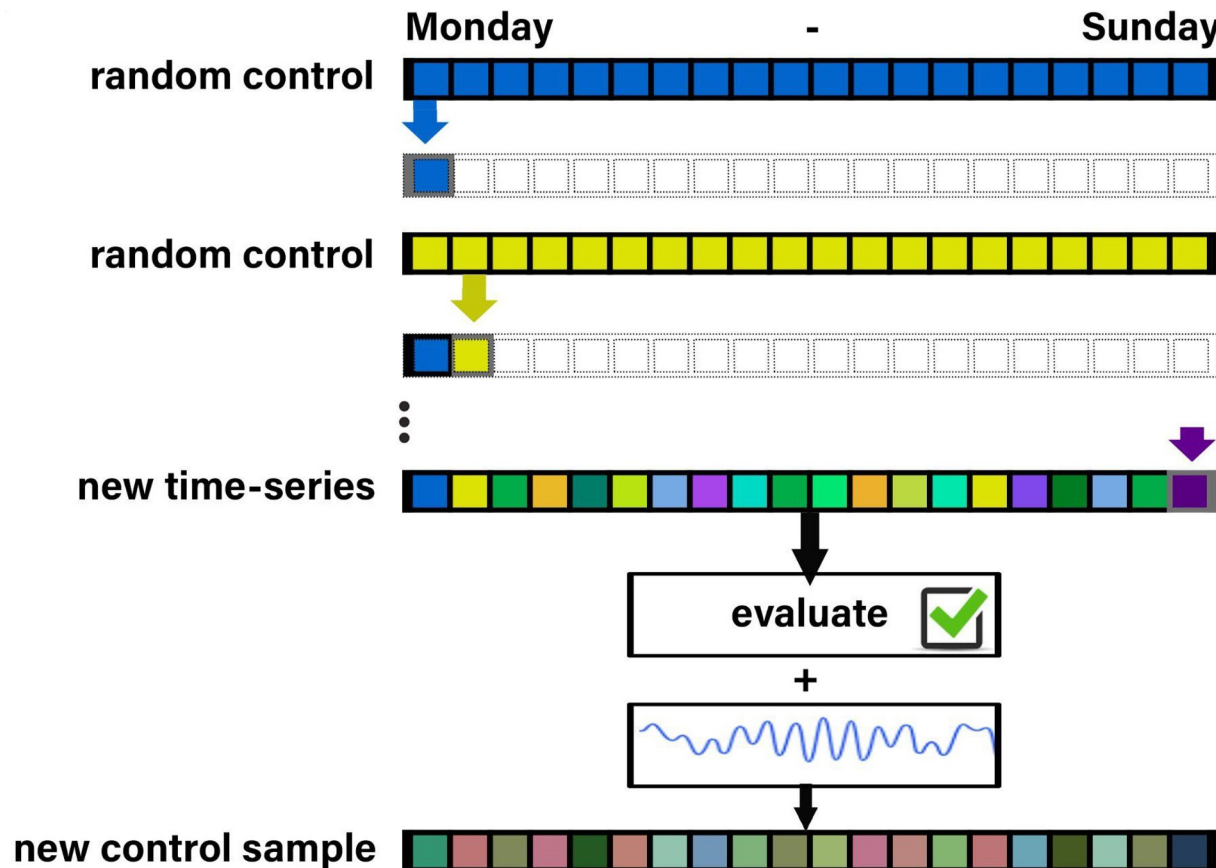 Monday - Sunday
random control
random control
new time-series
evaluate
+
new control sample